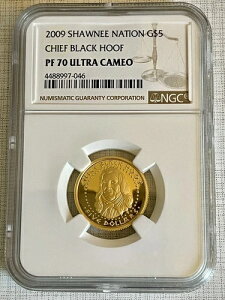 2009 SHAWNEE NATION G$5
CHIEF BLACK HOOF
PF 70 ULTRA CAMEO
4488997-046
NUMISMATIC GUARANTY CORPORATION
NGC
FIVE DOLLARS